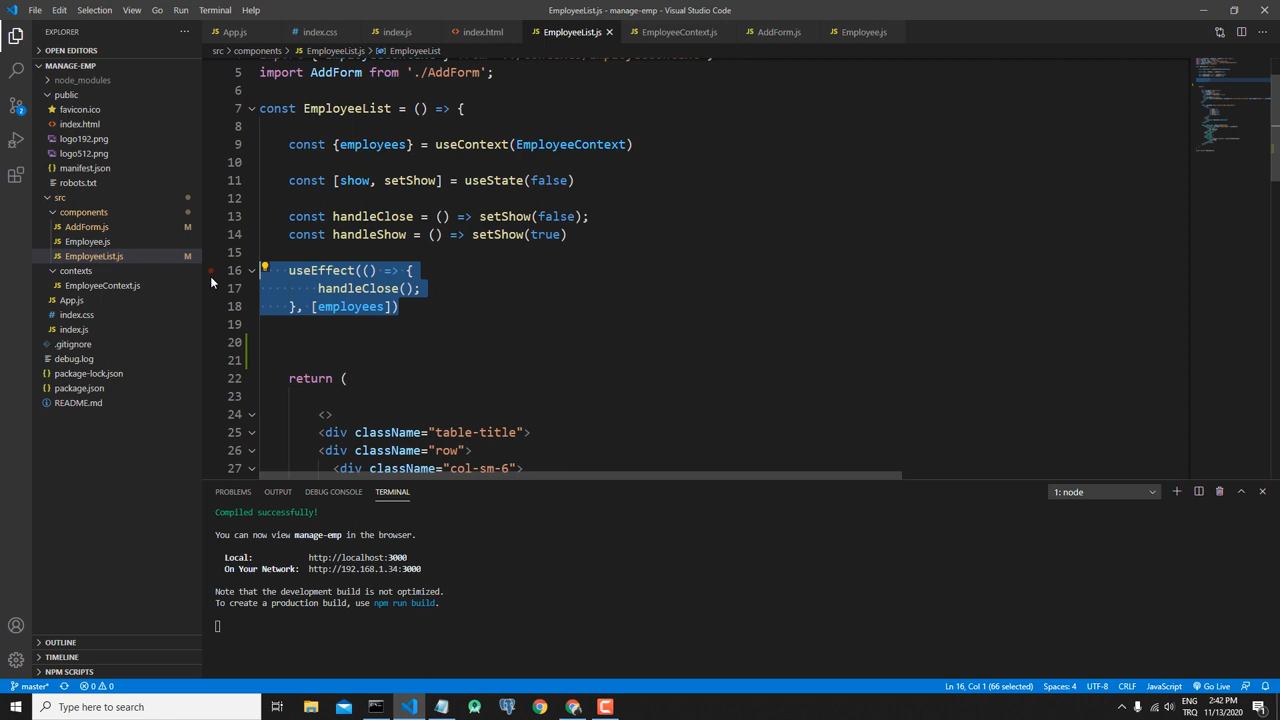 File Edit Selection View Go Run Terminal Help
manage-emp - Visual Studio Code
EXPLORER
App.js index.css index.js index.html EmployeeList.js EmployeeContext.js AddForm.js Employee.js
OPEN EDITORS
MANAGE-EMP
node_modules
public
favicon.ico
index.html
logo192.png
logo512.png
manifest.json
robots.txt
src
components
AddForm.js M
Employee.js
EmployeeList.js M
contexts
EmployeeContext.js
App.js
index.css
index.js
.gitignore
debug.log
package-lock.json
package.json
README.md
OUTLINE
TIMELINE
NPM SCRIPTS
2
src > components > EmployeeList.js > EmployeeList
5 import AddForm from './AddForm';
6
7 const EmployeeList = () => {
8
9 const {employees} = useContext(EmployeeContext)
10
11 const [show, setShow] = useState(false)
12
13 const handleClose = () => setShow(false);
14 const handleShow = () => setShow(true)
15
16 useEffect(() => {
17 handleClose();
18 }, [employees])
19
20
21
22 return (
23
24 <>
25 <div className="table-title">
26 <div className="row">
27 <div className="col-sm-6">
PROBLEMS OUTPUT DEBUG CONSOLE TERMINAL
1: node
Compiled successfully!
You can now view manage-emp in the browser.
Local: http://localhost:3000
On Your Network: http://192.168.1.34:3000
Note that the development build is not optimized.
To create a production build, use npm run build.
master* 0 0
Ln 16, Col 1 (66 selected) Spaces: 4 UTF-8 CRLF JavaScript Go Live
Type here to search
ENG
TRQ
2:42 PM
11/13/2020
1